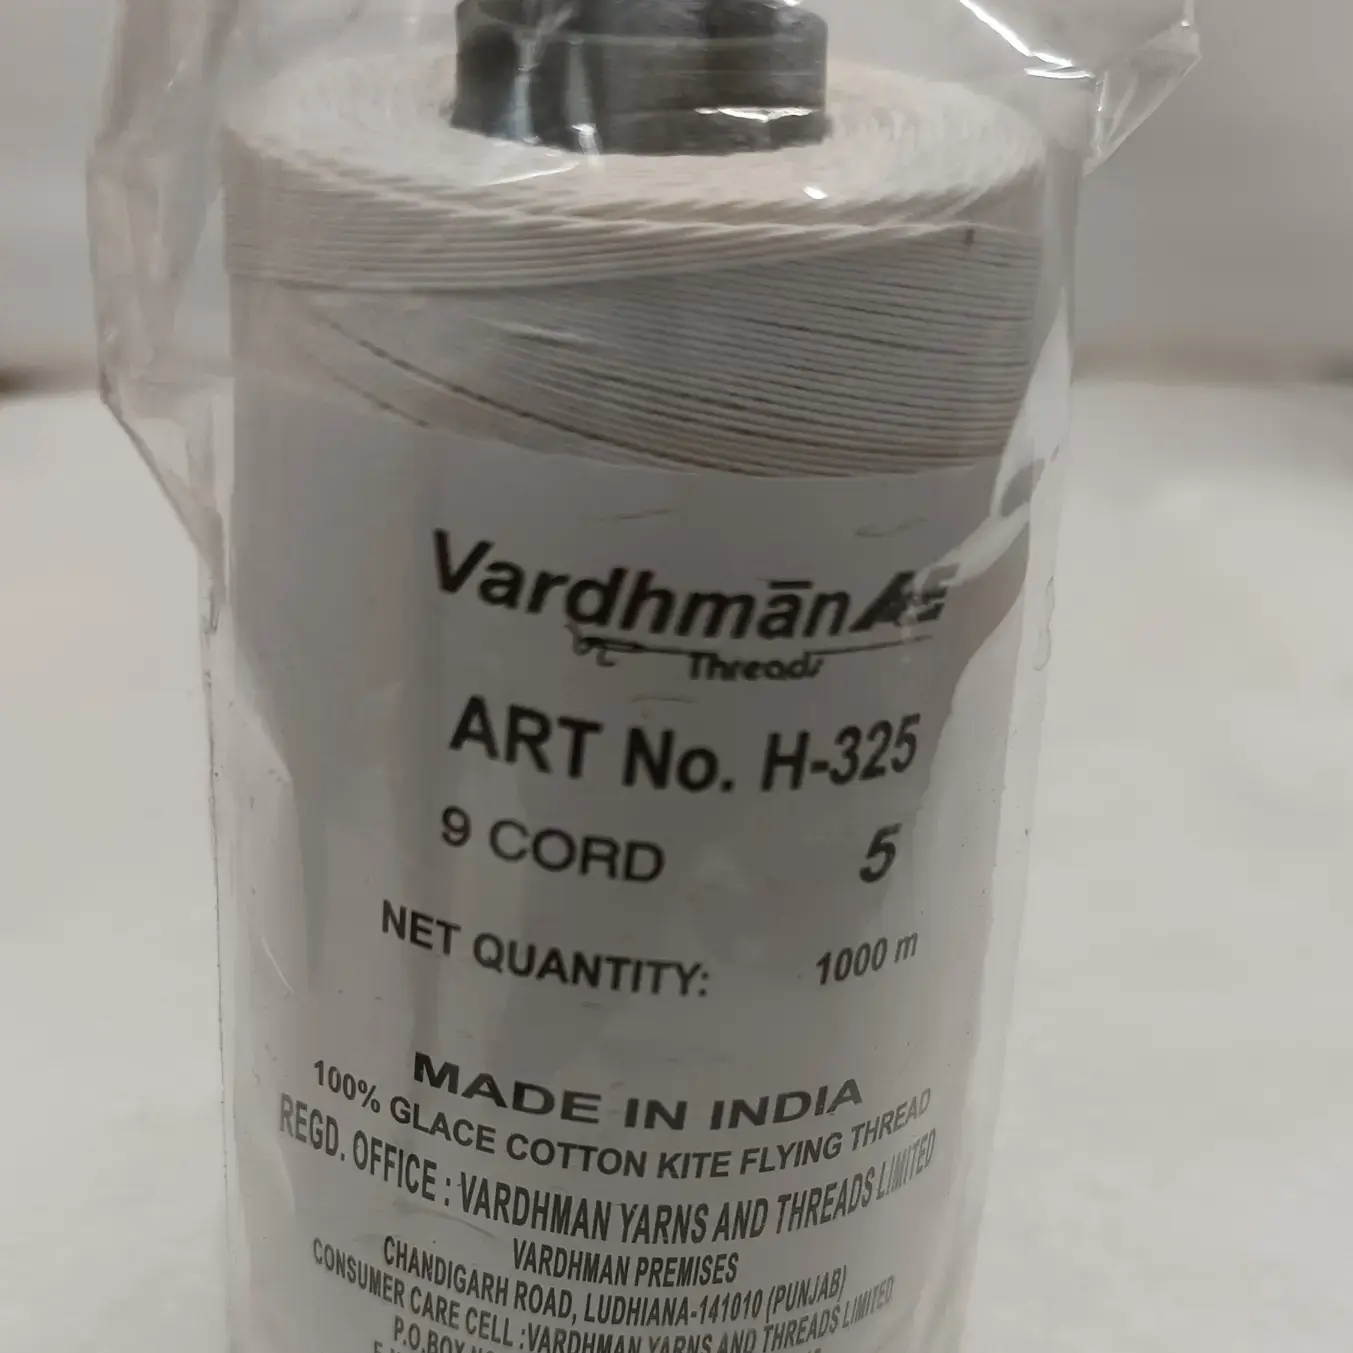 Vardhmān A&E
Threads
ART No. H-325
9 CORD 5
NET QUANTITY: 1000 m
MADE IN INDIA
100% GLACE COTTON KITE FLYING THREAD
REGD. OFFICE : VARDHMAN YARNS AND THREADS LIMITED
VARDHMAN PREMISES
CHANDIGARH ROAD, LUDHIANA-141010 (PUNJAB)
CONSUMER CARE CELL :VARDHMAN YARNS AND THREADS LIMITED
P.O.BOX